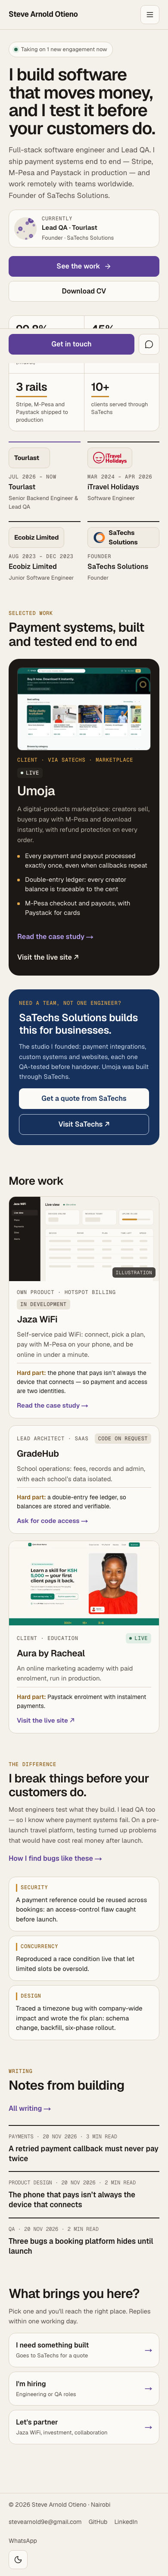 Steve Arnold Otieno
Taking on 1 new engagement now
I build software
that moves money,
and I test it before
your customers do.
Full-stack software engineer and Lead QA. I
ship payment systems end to end — Stripe,
M-Pesa and Paystack in production — and
work remotely with teams worldwide.
Founder of SaTechs Solutions.
CURRENTLY
Lead QA · Tourlast
Founder · SaTechs Solutions
See the work →
Download CV
Get in touch
3 rails
Stripe, M-Pesa and
Paystack shipped to
production
10+
clients served through
SaTechs
Tourlast
JUL 2026 — NOW
Tourlast
Senior Backend Engineer &
Lead QA
iTravel
Holidays
MAR 2024 — APR 2026
iTravel Holidays
Software Engineer
Ecobiz Limited
AUG 2023 — DEC 2023
Ecobiz Limited
Junior Software Engineer
SaTechs
Solutions
FOUNDER
SaTechs Solutions
Founder
SELECTED WORK
Payment systems, built
and tested end to end
CLIENT · VIA SATECHS · MARKETPLACE
LIVE
Umoja
A digital-products marketplace: creators sell,
buyers pay with M-Pesa and download
instantly, with refund protection on every
order.
Every payment and payout processed
exactly once, even when callbacks repeat
Double-entry ledger: every creator
balance is traceable to the cent
M-Pesa checkout and payouts, with
Paystack for cards
Read the case study →
Visit the live site ↗
NEED A TEAM, NOT ONE ENGINEER?
SaTechs Solutions builds
this for businesses.
The studio I founded: payment integrations,
custom systems and websites, each one
QA-tested before handover. Umoja was built
through SaTechs.
Get a quote from SaTechs
Visit SaTechs ↗
More work
ILLUSTRATION
OWN PRODUCT · HOTSPOT BILLING
IN DEVELOPMENT
Jaza WiFi
Self-service paid WiFi: connect, pick a plan,
pay with M-Pesa on your phone, and be
online in under a minute.
Hard part: the phone that pays isn't always the
device that connects — so payment and access
are two identities.
Read the case study →
LEAD ARCHITECT · SAAS
CODE ON REQUEST
GradeHub
School operations: fees, records and admin,
with each school's data isolated.
Hard part: a double-entry fee ledger, so
balances are stored and verifiable.
Ask for code access →
CLIENT · EDUCATION
LIVE
Aura by Racheal
An online marketing academy with paid
enrolment, run in production.
Hard part: Paystack enrolment with instalment
payments.
Visit the live site ↗
THE DIFFERENCE
I break things before your
customers do.
Most engineers test what they built. I lead QA
too — so I know where payment systems fail. On a pre-
launch travel platform, testing turned up problems
that would have cost real money after launch.
How I find bugs like these →
SECURITY
A payment reference could be reused across
bookings: an access-control flaw caught
before launch.
CONCURRENCY
Reproduced a race condition live that let
limited slots be oversold.
DESIGN
Traced a timezone bug with company-wide
impact and wrote the fix plan: schema
change, backfill, six-phase rollout.
WRITING
Notes from building
All writing →
PAYMENTS · 20 NOV 2026 · 3 MIN READ
A retried payment callback must never pay
twice
PRODUCT DESIGN · 20 NOV 2026 · 2 MIN READ
The phone that pays isn't always the
device that connects
QA · 20 NOV 2026 · 2 MIN READ
Three bugs a booking platform hides until
launch
What brings you here?
Pick one and you'll reach the right place. Replies
within one working day.
I need something built
Goes to SaTechs for a quote
I'm hiring
Engineering or QA roles
Let's partner
Jaza WiFi, investment, collaboration
© 2026 Steve Arnold Otieno · Nairobi
stevearnold9e@gmail.com GitHub LinkedIn
WhatsApp